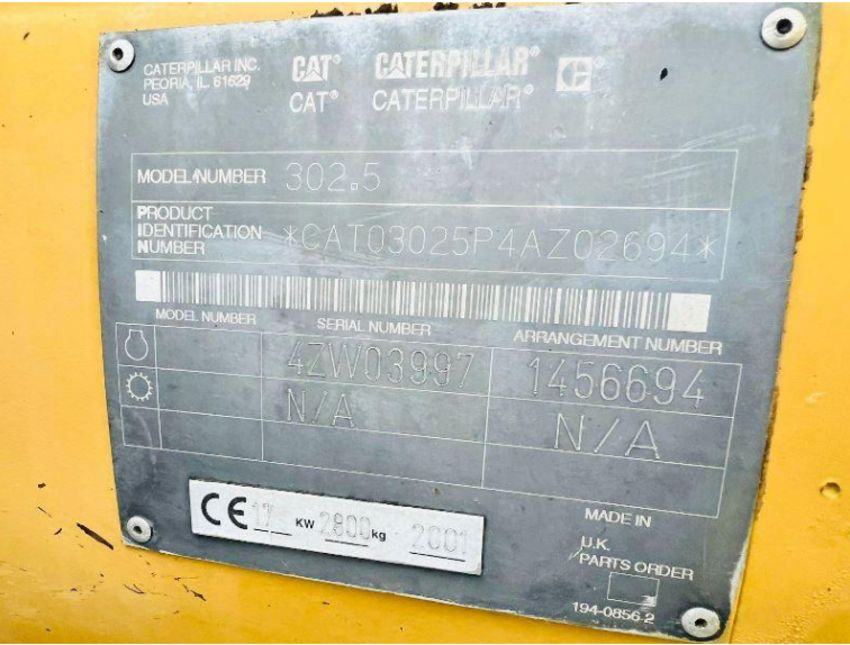 CATERPILLAR INC.
PEORIA, IL. 61629
USA
CAT® CATERPILLAR® C®
CAT® CATERPILLAR®
MODEL NUMBER 302.5
PRODUCT
IDENTIFICATION
NUMBER *CAT03025P4AZ02694*
MODEL NUMBER SERIAL NUMBER ARRANGEMENT NUMBER
4ZW03997 1456694
N/A N/A
CE 17 KW 2800 kg 2001
MADE IN
U.K.
PARTS ORDER
194-0856 2